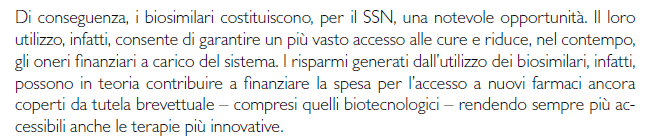 Di conseguenza, i biosimilari costituiscono, per il SSN, una notevole opportunità. Il loro
utilizzo, infatti, consente di garantire un più vasto accesso alle cure e riduce, nel contempo,
gli oneri finanziari a carico del sistema. I risparmi generati dall’utilizzo dei biosimilari, infatti,
possono in teoria contribuire a finanziare la spesa per l’accesso a nuovi farmaci ancora
coperti da tutela brevettuale – compresi quelli biotecnologici – rendendo sempre più ac-
cessibili anche le terapie più innovative.